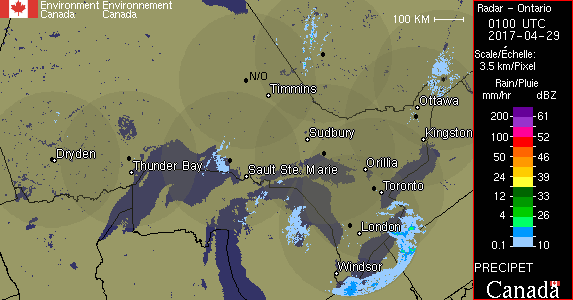 Environment Environnement
Canada Canada
100 KM
N/O
Timmins
Ottawa
Sudbury
Kingston
Dryden
Thunder Bay
Sault Ste. Marie
Orillia
Toronto
London
Windsor
Radar - Ontario
0100 UTC
2017-04-29
Scale/Échelle:
3.5 km/Pixel
Rain/Pluie
mm/hr dBZ
200 61
100 52
50 46
24 39
12 33
4 26
0.1 10
PRECIPET
Canada